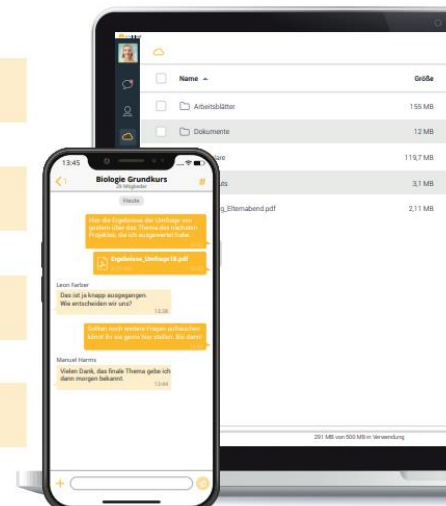 Name
Größe
Arbeitsblätter
155 MB
Dokumente
12 MB
119,7 MB
3,1 MB
g_Elternabend.pdf
2,11 MB
291 MB von 500 MB in Verwendung
13:45
1
Biologie Grundkurs
29 Mitglieder
#
Heute
Hier die Ergebnisse der Umfrage von
gestern über das Thema des nächsten
Projektes, die ich ausgewertet habe.
Ergebnisse_Umfrage18.pdf
Leon Farber
Das ist ja knapp ausgegangen.
Wie entscheiden wir uns?
13:36
Sollten noch weitere Fragen auftauchen
könnt ihr sie gerne hier stellen. Bis dann!
Manuel Harms
Vielen Dank, das finale Thema gebe ich
dann morgen bekannt.
13:44